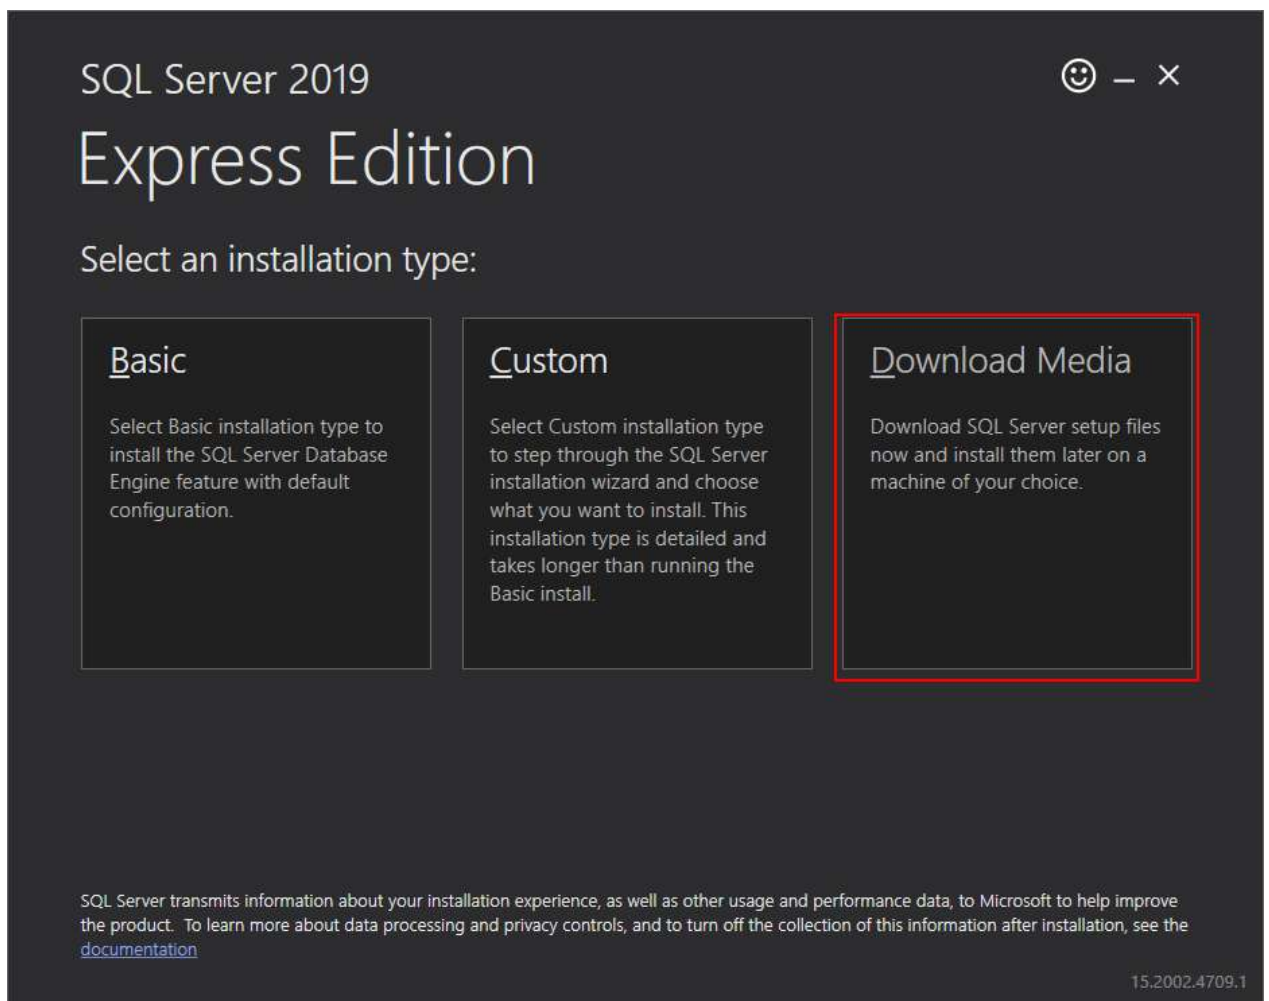 SQL Server 2019
Express Edition
Select an installation type:
Basic
Select Basic installation type to
install the SQL Server Database
Engine feature with default
configuration.
Custom
Select Custom installation type
to step through the SQL Server
installation wizard and choose
what you want to install. This
installation type is detailed and
takes longer than running the
Basic install.
Download Media
Download SQL Server setup files
now and install them later on a
machine of your choice.
SQL Server transmits information about your installation experience, as well as other usage and performance data, to Microsoft to help improve
the product.  To learn more about data processing and privacy controls, and to turn off the collection of this information after installation, see the
documentation
15.2002.4709.1